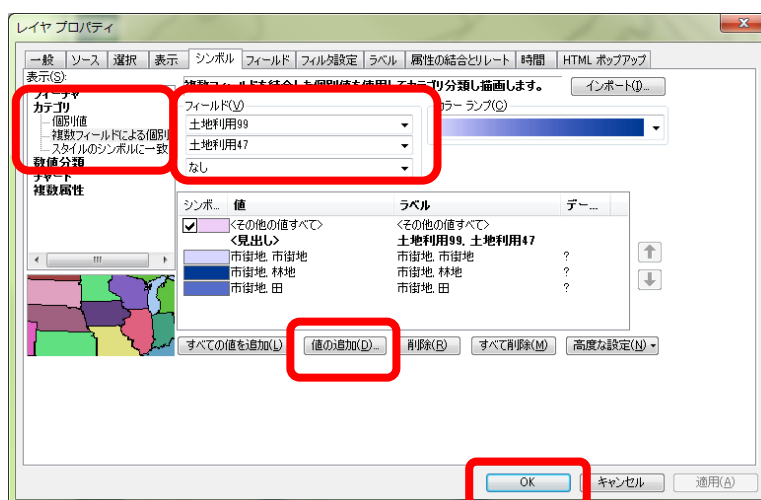 レイヤ プロパティ
一般 ソース 選択 表示 シンボル フィールド フィルタ設定 ラベル 属性の結合とリレート 時間 HTML ポップアップ
表示(S):
フィーチャ
カテゴリ
個別値
複数フィールドによる個別
スタイルのシンボルに一致
数値分類
チャート
複数属性
複数フィールドを結合した個別値を使用してカテゴリ分類し描画します。
インポート(I)...
フィールド(V)
カラー ランプ(C)
土地利用99
土地利用47
なし
シンボ... 値 ラベル デー...
<その他の値すべて> <その他の値すべて>
<見出し> 土地利用99, 土地利用47
市街地, 市街地 市街地, 市街地 ?
市街地, 林地 市街地, 林地 ?
市街地, 田 市街地, 田 ?
すべての値を追加(L) 値の追加(D)... 削除(R) すべて削除(M) 高度な設定(N)
OK キャンセル 適用(A)